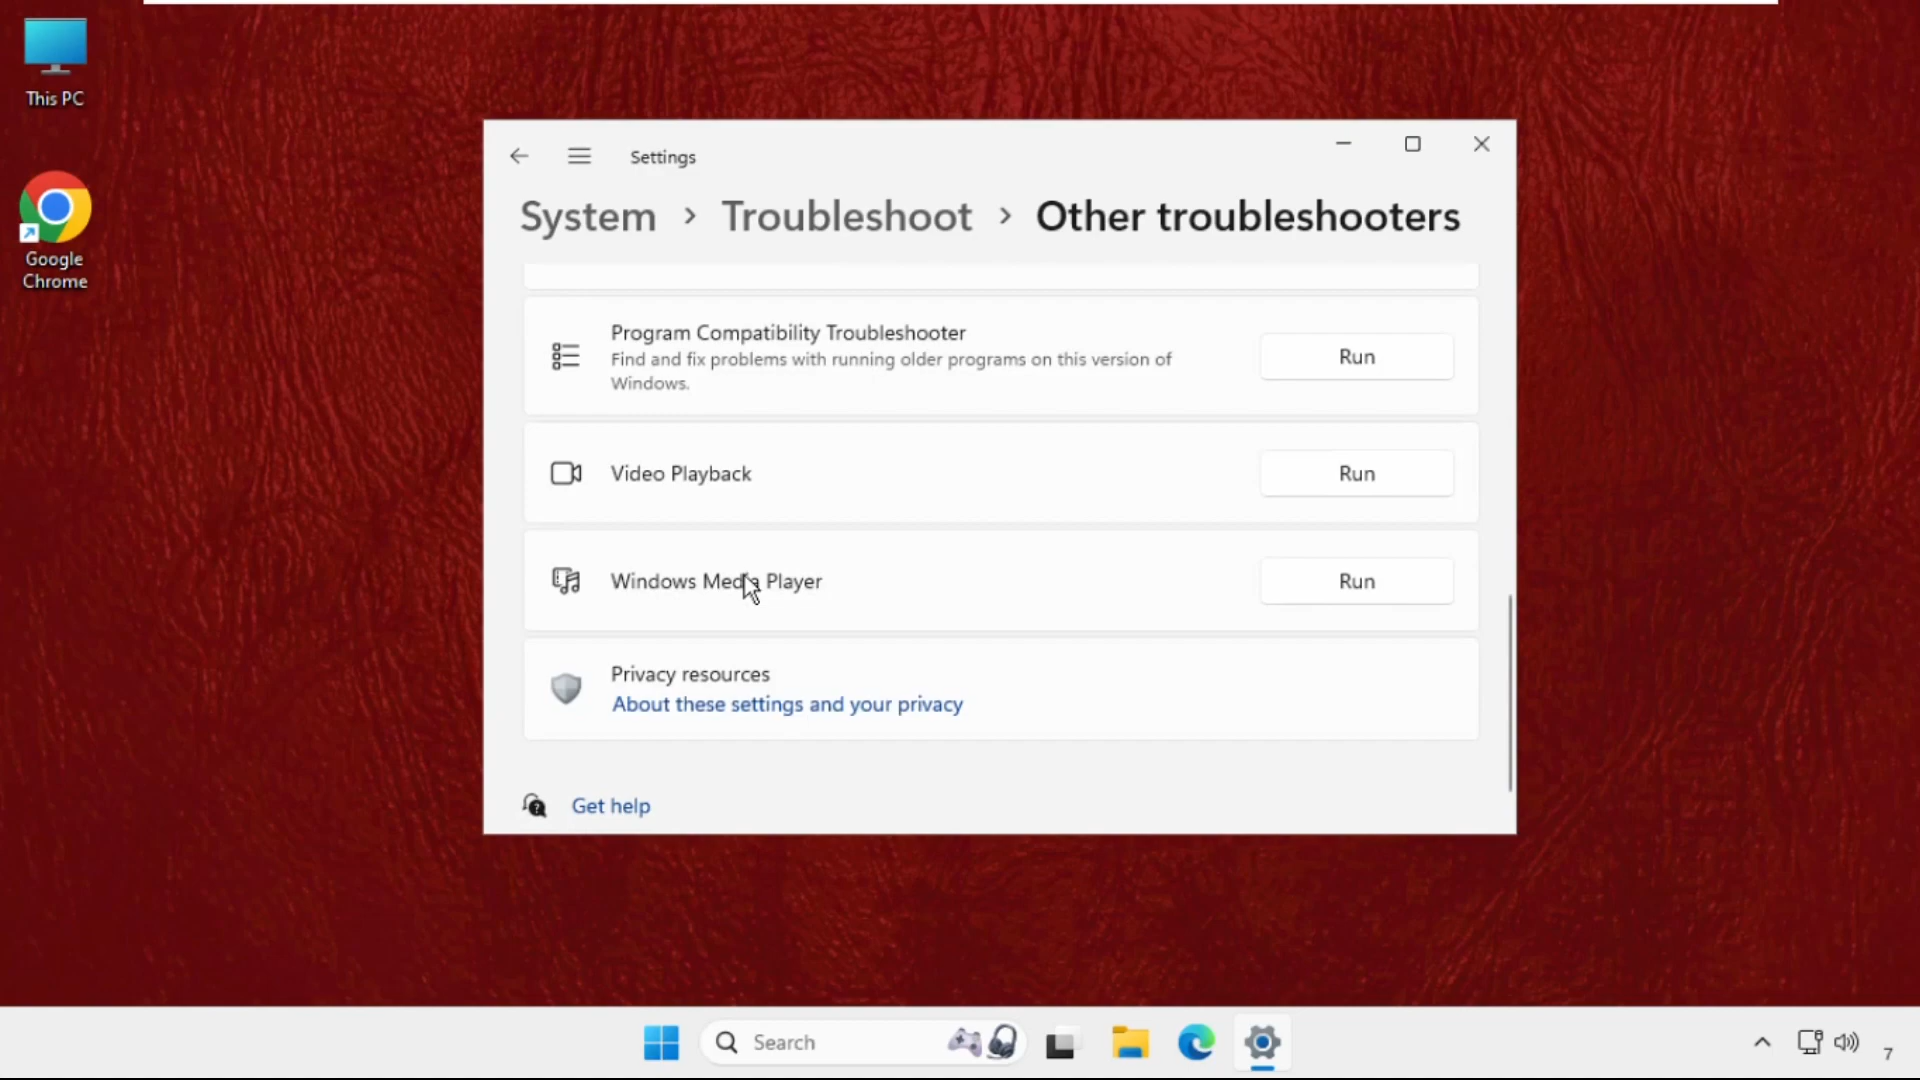 This PC
Google
Chrome
Settings
System > Troubleshoot > Other troubleshooters
Program Compatibility Troubleshooter
Find and fix problems with running older programs on this version of
Windows.
Run
Video Playback
Run
Windows Media Player
Run
Privacy resources
About these settings and your privacy
Get help
Search
7